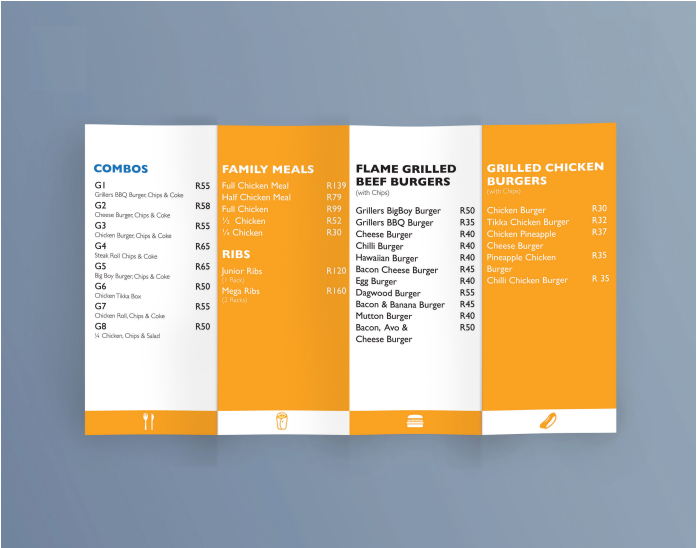 COMBOS
G1 R55
Grillers BBQ Burger, Chips & Coke
G2 R58
Cheese Burger, Chips & Coke
G3 R55
Chicken Burger, Chips & Coke
G4 R65
Steak Roll Chips & Coke
G5 R65
Big Boy Burger, Chips & Coke
G6 R50
Chicken Tikka Box
G7 R55
Chicken Roll, Chips & Coke
G8 R50
¼ Chicken, Chips & Salad
FAMILY MEALS
Full Chicken Meal R139
Half Chicken Meal R79
Full Chicken R99
½ Chicken R52
¼ Chicken R30
RIBS
Junior Ribs R120
(1 Rack)
Mega Ribs R160
(2 Racks)
FLAME GRILLED
BEEF BURGERS
(with Chips)
Grillers BigBoy Burger R50
Grillers BBQ Burger R35
Cheese Burger R40
Chilli Burger R40
Hawaiian Burger R40
Bacon Cheese Burger R45
Egg Burger R40
Dagwood Burger R55
Bacon & Banana Burger R45
Mutton Burger R40
Bacon, Avo & R50
Cheese Burger
GRILLED CHICKEN
BURGERS
(with Chips)
Chicken Burger R30
Tikka Chicken Burger R32
Chicken Pineapple R37
Cheese Burger
Pineapple Chicken R35
Burger
Chilli Chicken Burger R 35